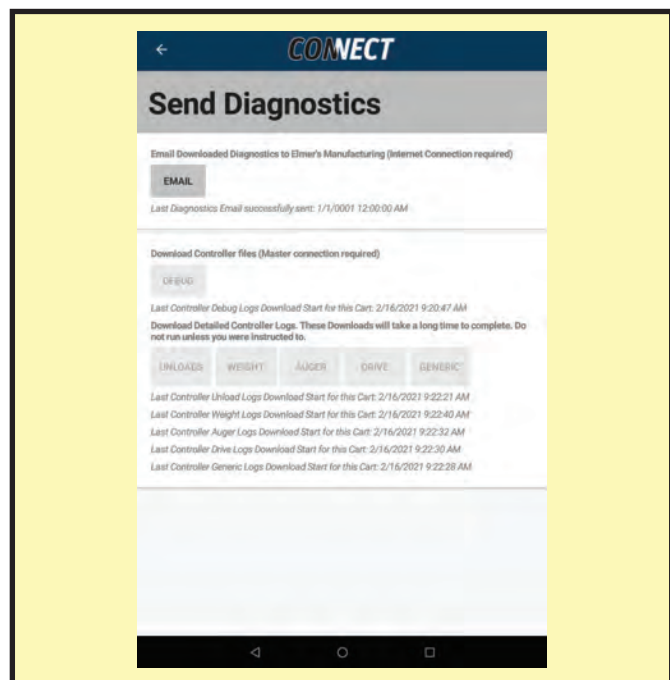 CONNECT
Send Diagnostics
Email Downloaded Diagnostics to Elmer's Manufacturing (Internet Connection required)
EMAIL
Last Diagnostics Email successfully sent: 1/1/0001 12:00:00 AM
Download Controller files (Master connection required)
DEBUG
Last Controller Debug Logs Download Start for this Cart: 2/16/2021 9:20:47 AM
Download Detailed Controller Logs. These Downloads will take a long time to complete. Do
not run unless you were instructed to.
UNLOADS WEIGHT AUGER DRIVE GENERIC
Last Controller Unload Logs Download Start for this Cart: 2/16/2021 9:22:21 AM
Last Controller Weight Logs Download Start for this Cart: 2/16/2021 9:22:40 AM
Last Controller Auger Logs Download Start for this Cart: 2/16/2021 9:22:32 AM
Last Controller Drive Logs Download Start for this Cart: 2/16/2021 9:22:30 AM
Last Controller Generic Logs Download Start for this Cart: 2/16/2021 9:22:28 AM